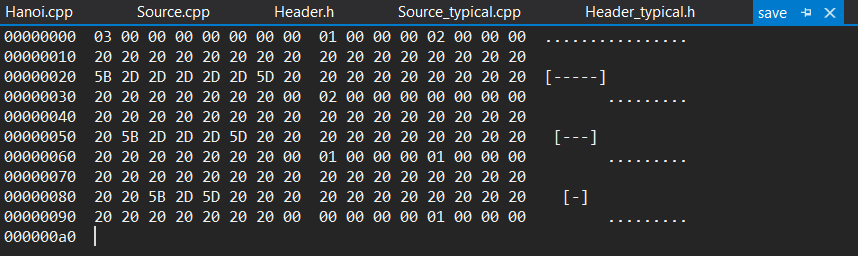 Hanoi.cpp Source.cpp Header.h Source_typical.cpp Header_typical.h save
00000000 03 00 00 00 00 00 00 00 01 00 00 00 02 00 00 00 ................
00000010 20 20 20 20 20 20 20 20 20 20 20 20 20 20 20 20
00000020 5B 2D 2D 2D 2D 2D 5D 20 20 20 20 20 20 20 20 20 [-----]
00000030 20 20 20 20 20 20 20 00 02 00 00 00 00 00 00 00 .........
00000040 20 20 20 20 20 20 20 20 20 20 20 20 20 20 20 20
00000050 20 5B 2D 2D 2D 5D 20 20 20 20 20 20 20 20 20 20 [---]
00000060 20 20 20 20 20 20 20 00 01 00 00 00 01 00 00 00 .........
00000070 20 20 20 20 20 20 20 20 20 20 20 20 20 20 20 20
00000080 20 20 5B 2D 5D 20 20 20 20 20 20 20 20 20 20 20 [-]
00000090 20 20 20 20 20 20 20 00 00 00 00 00 01 00 00 00 .........
000000a0